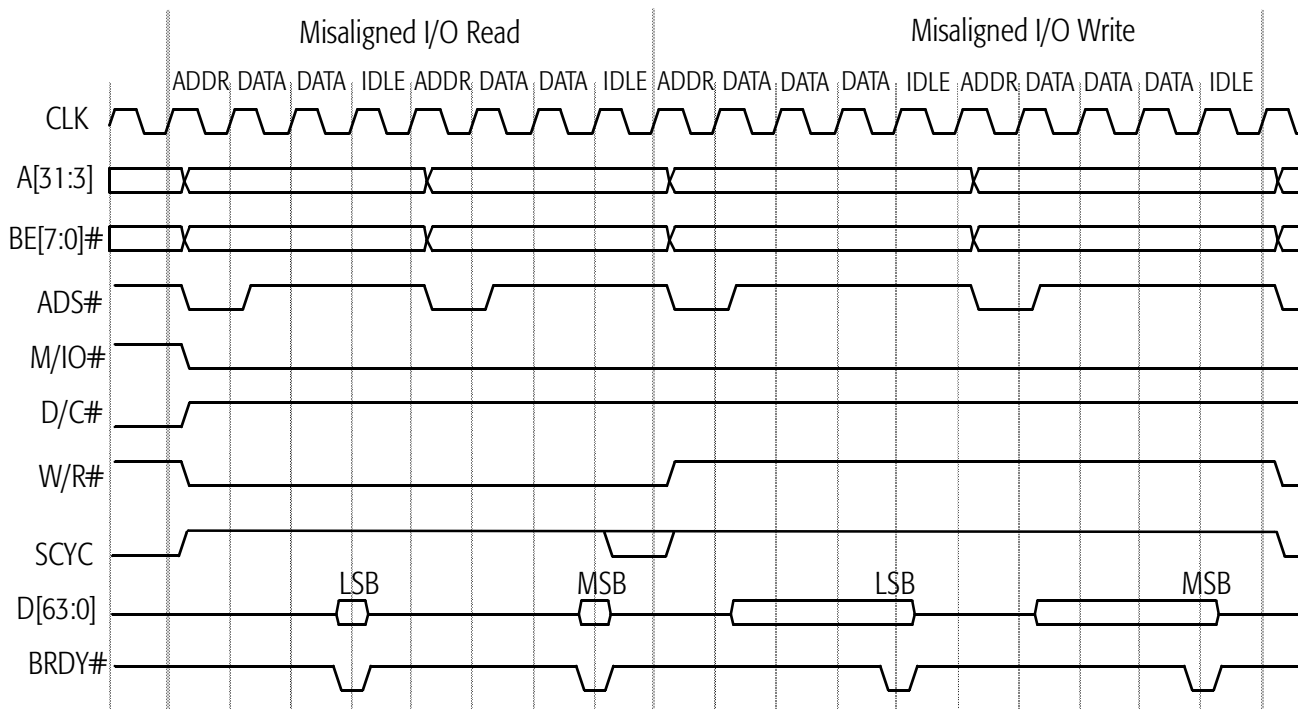 Misaligned I/O Read Misaligned I/O Write
ADDR DATA DATA IDLE ADDR DATA DATA IDLE ADDR DATA DATA DATA IDLE ADDR DATA DATA DATA IDLE
CLK
A[31:3]
BE[7:0]#
ADS#
M/IO#
D/C#
W/R#
SCYC
LSB MSB LSB MSB
D[63:0]
BRDY#